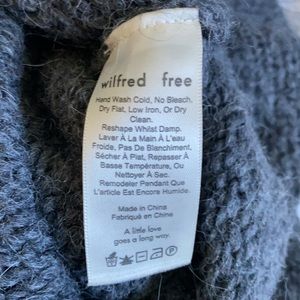 wilfred free
Hand Wash Cold, No Bleach,
Dry Flat, Low Iron, Or Dry
Clean.
Reshape Whilst Damp.
Laver À La Main À L'eau
Froide, Pas De Blanchiment,
Sécher À Plat, Repasser À
Basse Température, Ou
Nettoyer À Sec.
Remodeler Pendant Que
L'article Est Encore Humide.
Made in China
Fabriqué en China
A little love
goes a long way.